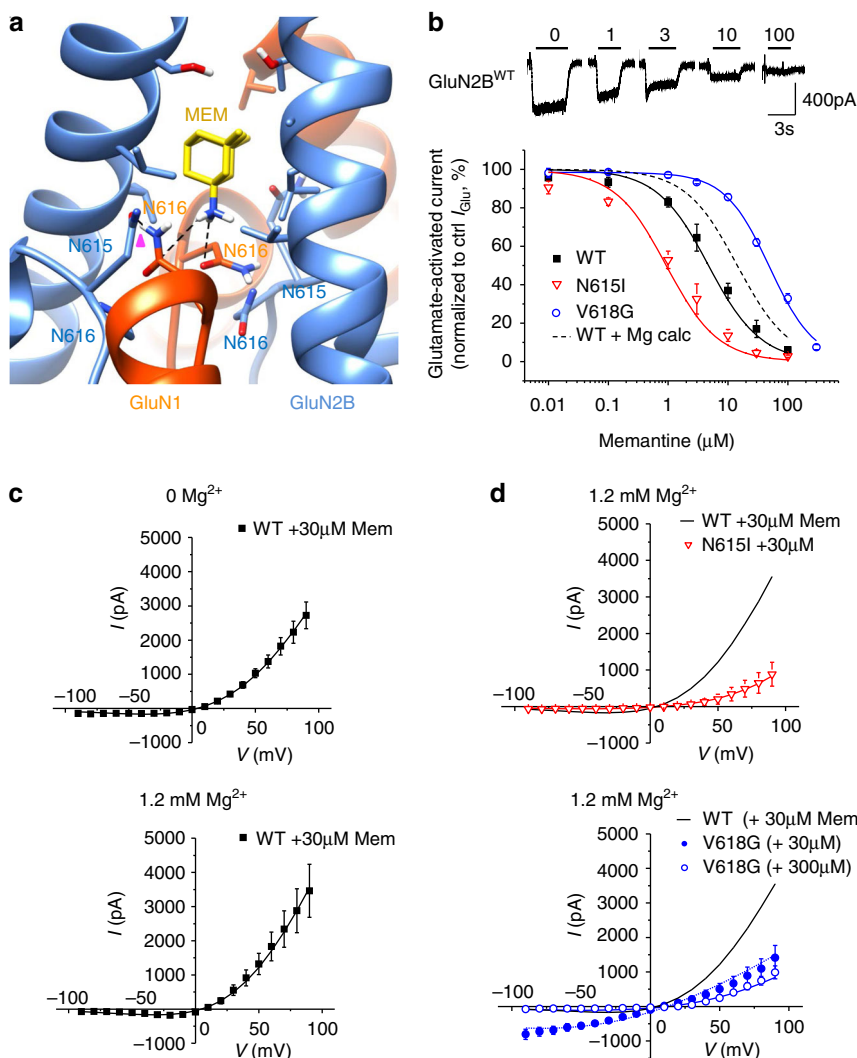 a
MEM
N616
N615
N616
N615
N616
N616
GluN1
GluN2B
b
0 1 3 10 100
GluN2B^WT
400pA
3s
Glutamate-activated current
(normalized to ctrl I_Glu, %)
100
80
60
40
20
0
WT
N615I
V618G
WT + Mg calc
0.01 0.1 1 10 100
Memantine (μM)
c
0 Mg²⁺
WT +30μM Mem
I (pA)
5000
4000
3000
2000
1000
−1000
−100 −50 0 50 100
V (mV)
1.2 mM Mg²⁺
WT +30μM Mem
I (pA)
5000
4000
3000
2000
1000
−1000
−100 −50 0 50 100
V (mV)
d
1.2 mM Mg²⁺
WT +30μM Mem
N615I +30μM
I (pA)
5000
4000
3000
2000
1000
−1000
−100 −50 0 50 100
V (mV)
1.2 mM Mg²⁺
WT (+ 30μM Mem
V618G (+ 30μM)
V618G (+ 300μM)
I (pA)
5000
4000
3000
2000
1000
−1000
−100 −50 0 50 100
V (mV)